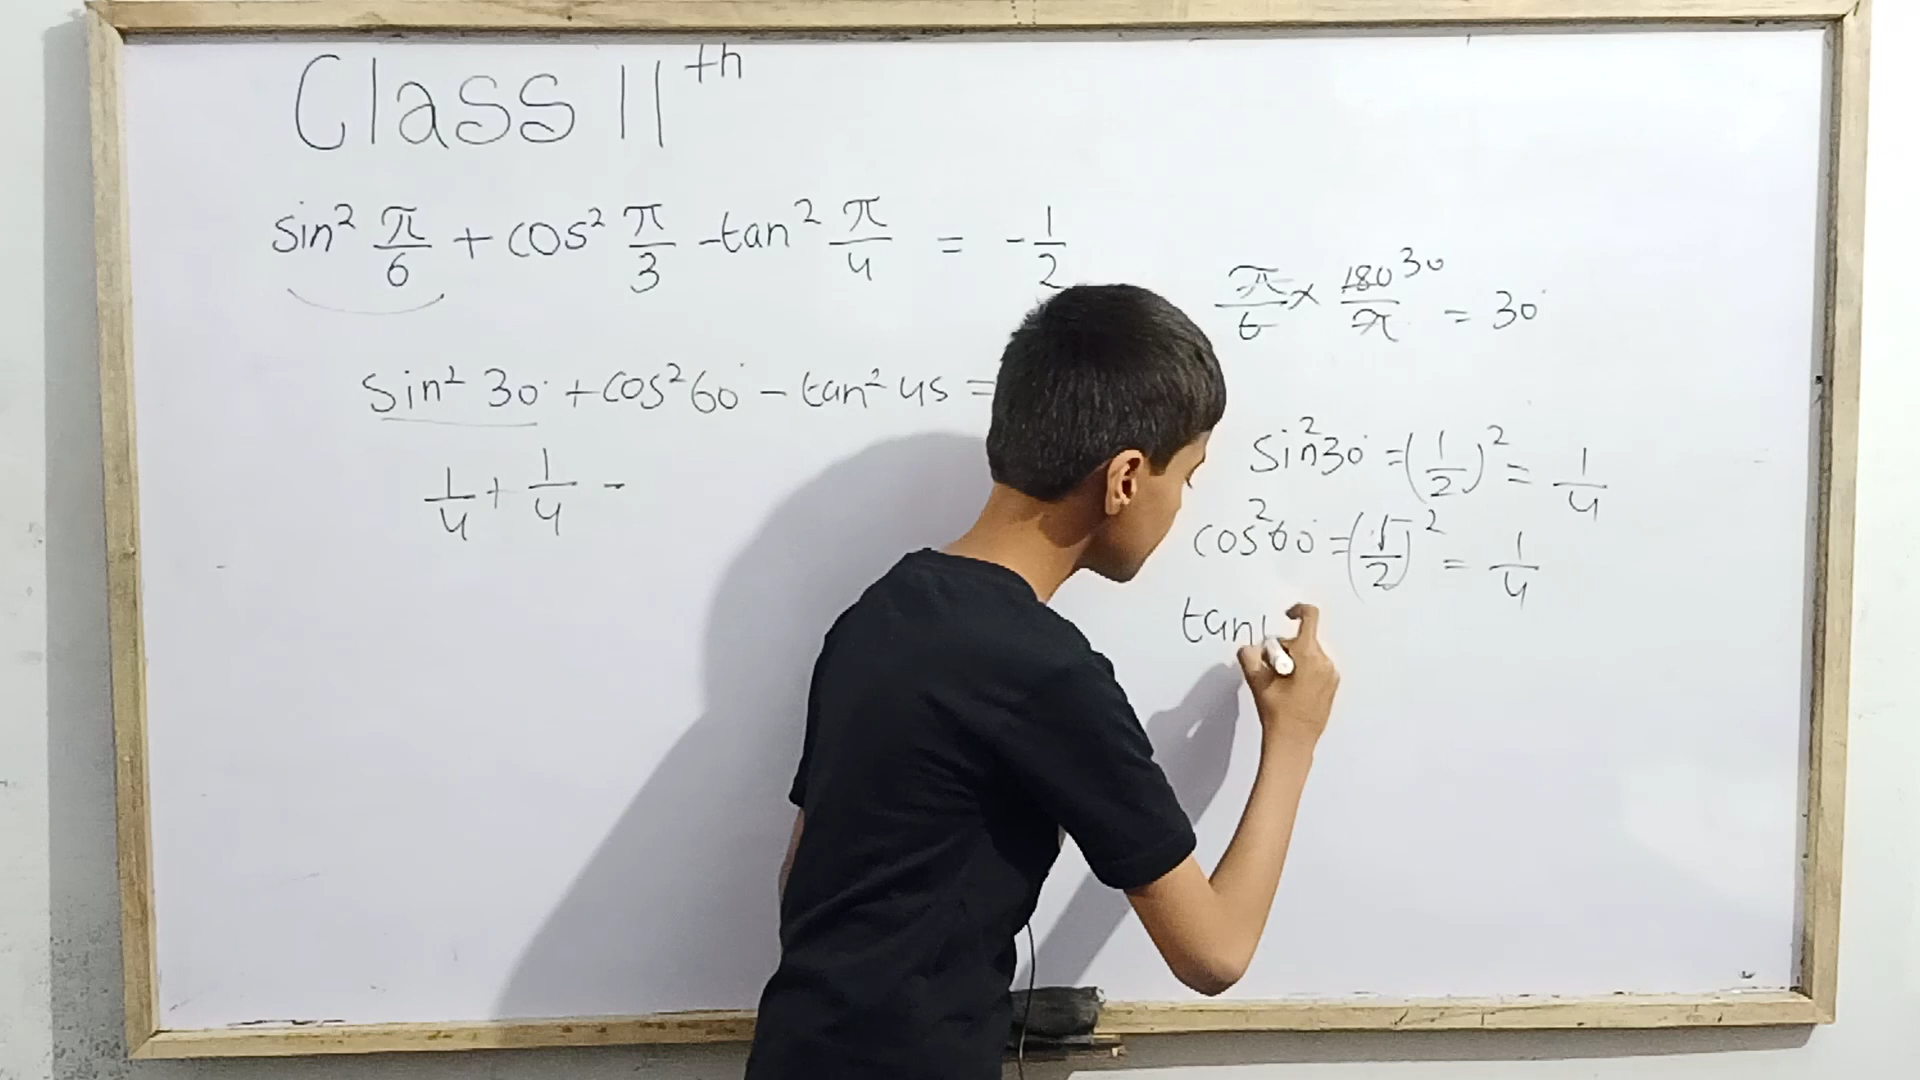 Class 11th
sin² π/6 + cos² π/3 - tan² π/4 = -1/2
sin² 30° + cos² 60° - tan² 45 =
1/4 + 1/4 -
π/6 × 180/π 30 = 30°
sin² 30° = (1/2)² = 1/4
cos² 60° = (1/2)² = 1/4
tan